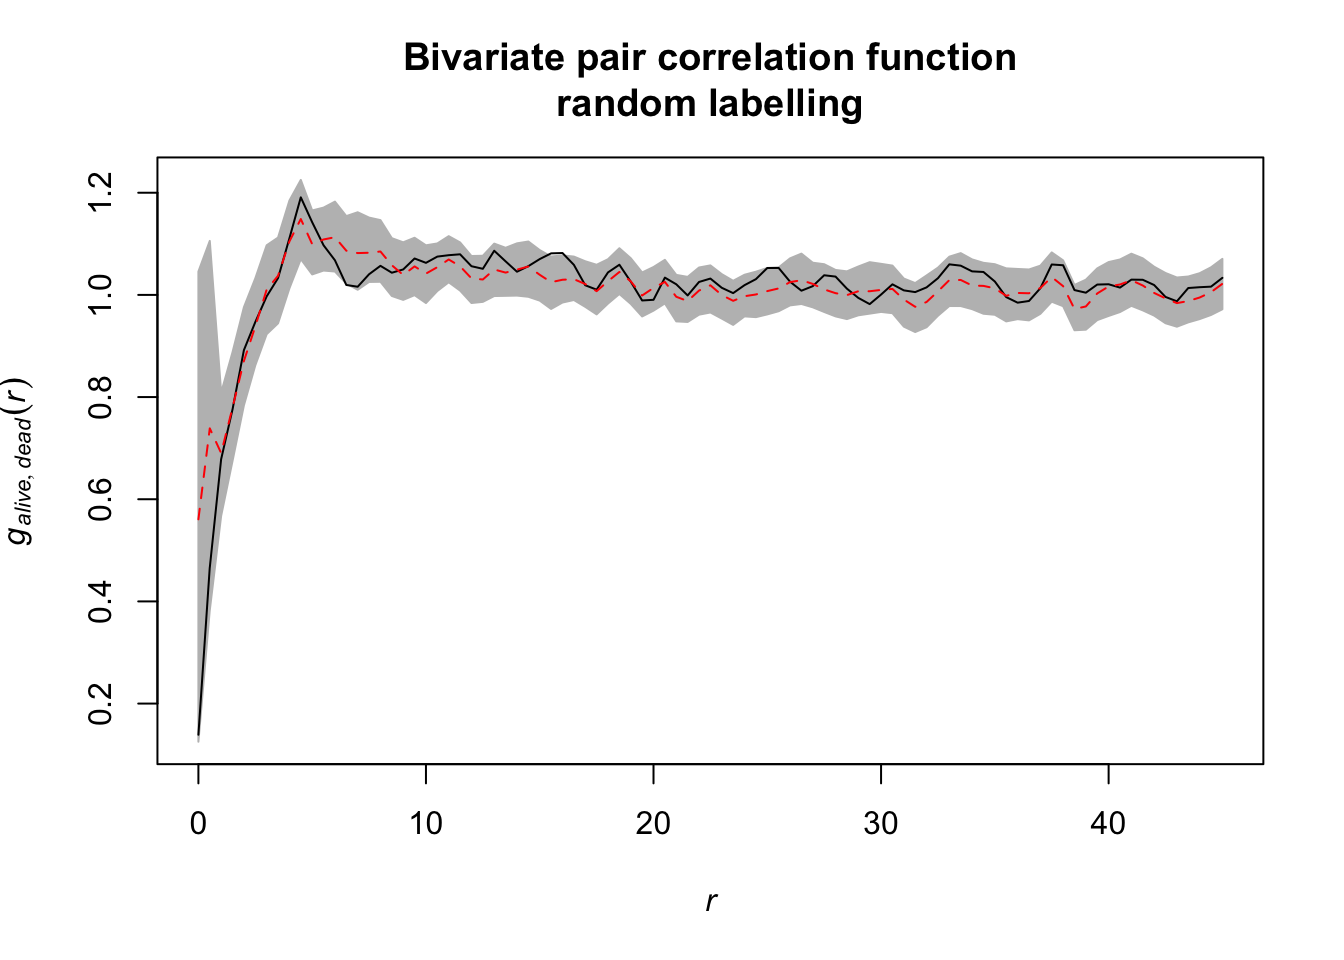 Bivariate pair correlation function
random labelling
g_alive, dead(r)
1.2
1.0
0.8
0.6
0.4
0.2
0 10 20 30 40
r